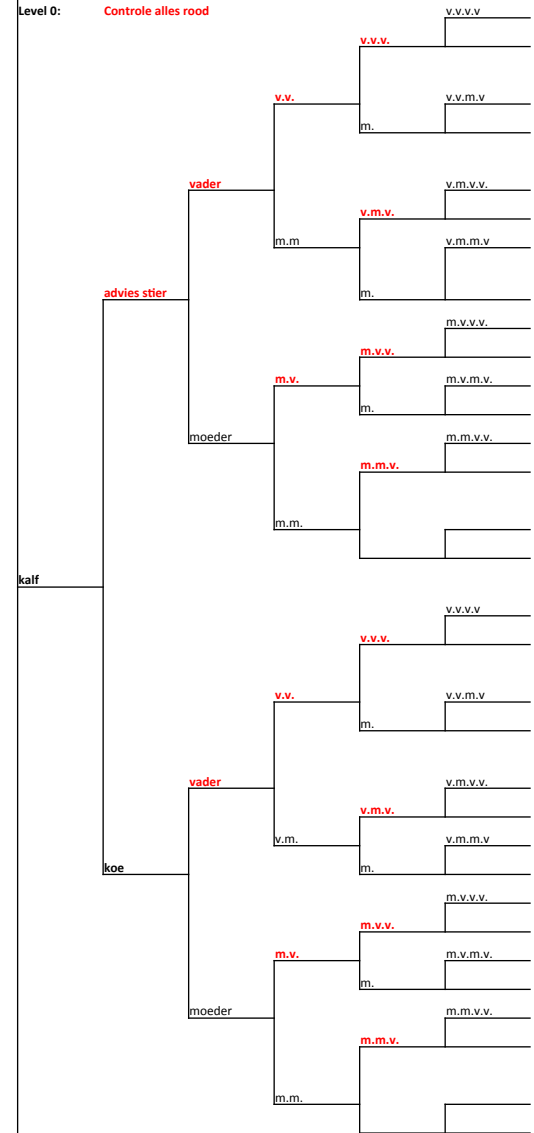 Level 0: Controle alles rood
v.v.v.v
v.v.v.
v.v.
v.v.m.v
m.
vader
v.m.v.v.
v.m.v.
m.m
v.m.m.v
advies stier
m.
m.v.v.v.
m.v.v.
m.v.
m.v.m.v.
m.
moeder
m.m.v.v.
m.m.v.
m.m.
kalf
v.v.v.v
v.v.v.
v.v.
v.v.m.v
m.
vader
v.m.v.v.
v.m.v.
v.m.
v.m.m.v
koe
m.
m.v.v.v.
m.v.v.
m.v.
m.v.m.v.
m.
moeder
m.m.v.v.
m.m.v.
m.m.